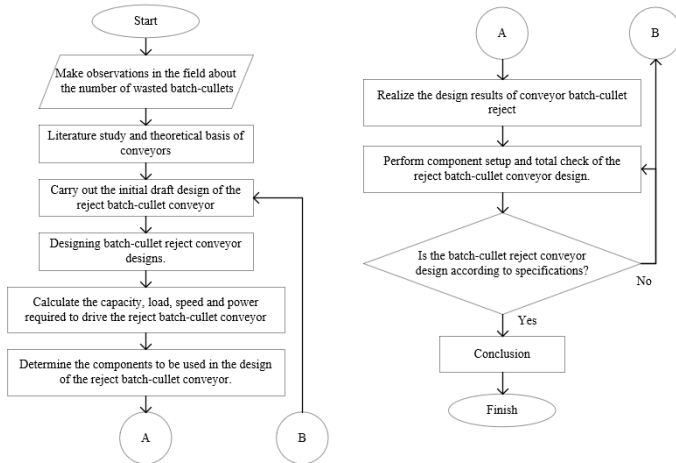 Start
Make observations in the field about
the number of wasted batch-cullets
Literature study and theoretical basis of
conveyors
Carry out the initial draft design of the
reject batch-cullet conveyor
Designing batch-cullet reject conveyor
designs.
Calculate the capacity, load, speed and power
required to drive the reject batch-cullet conveyor
Determine the components to be used in the design
of the reject batch-cullet conveyor.
A
B
A
B
Realize the design results of conveyor batch-cullet
reject
Perform component setup and total check of the
reject batch-cullet conveyor design.
Is the batch-cullet reject conveyor
design according to specifications?
No
Yes
Conclusion
Finish